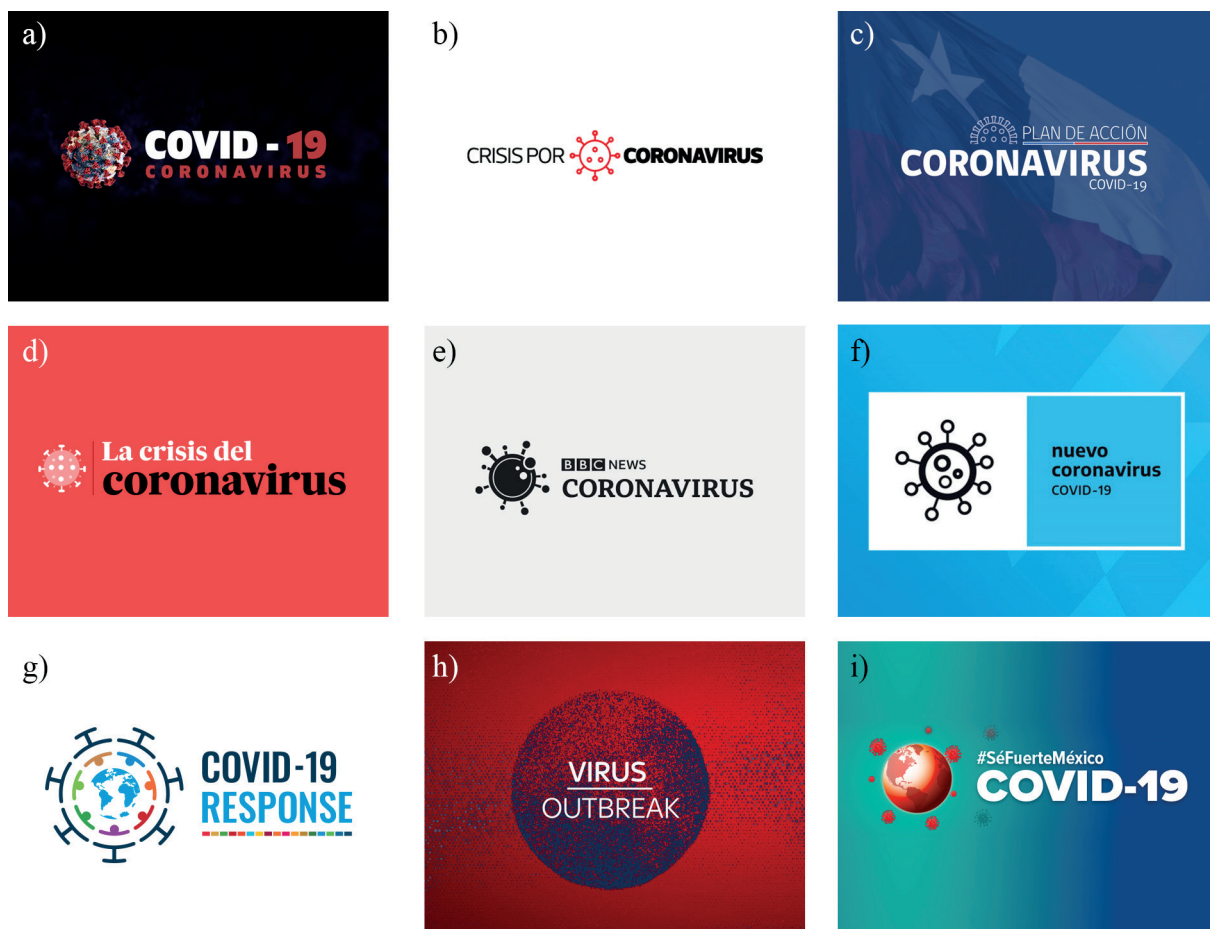 a)
COVID - 19
CORONAVIRUS
b)
CRISIS POR CORONAVIRUS
c)
PLAN DE ACCIÓN
CORONAVIRUS
COVID-19
d)
La crisis del
coronavirus
e)
BBC NEWS
CORONAVIRUS
f)
nuevo
coronavirus
COVID-19
g)
COVID-19
RESPONSE
h)
VIRUS
OUTBREAK
i)
#SéFuerteMéxico
COVID-19